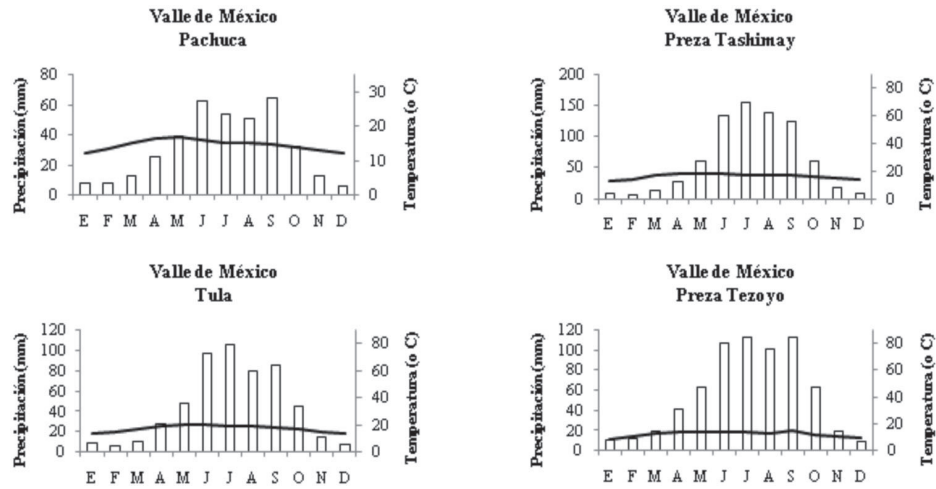 Valle de México
Pachuca
Precipitación (mm)
80
60
40
20
0
30
20
10
0
Temperatura (o C)
E F M A M J J A S O N D
Valle de México
Preza Tashimay
Precipitación (mm)
200
150
100
50
0
80
60
40
20
0
Temperatura (o C)
E F M A M J J A S O N D
Valle de México
Tula
Precipitación (mm)
120
100
80
60
40
20
0
80
60
40
20
0
Temperatura (o C)
E F M A M J J A S O N D
Valle de México
Preza Tezoyo
Precipitación (mm)
120
100
80
60
40
20
0
80
60
40
20
0
Temperatura (o C)
E F M A M J J A S O N D